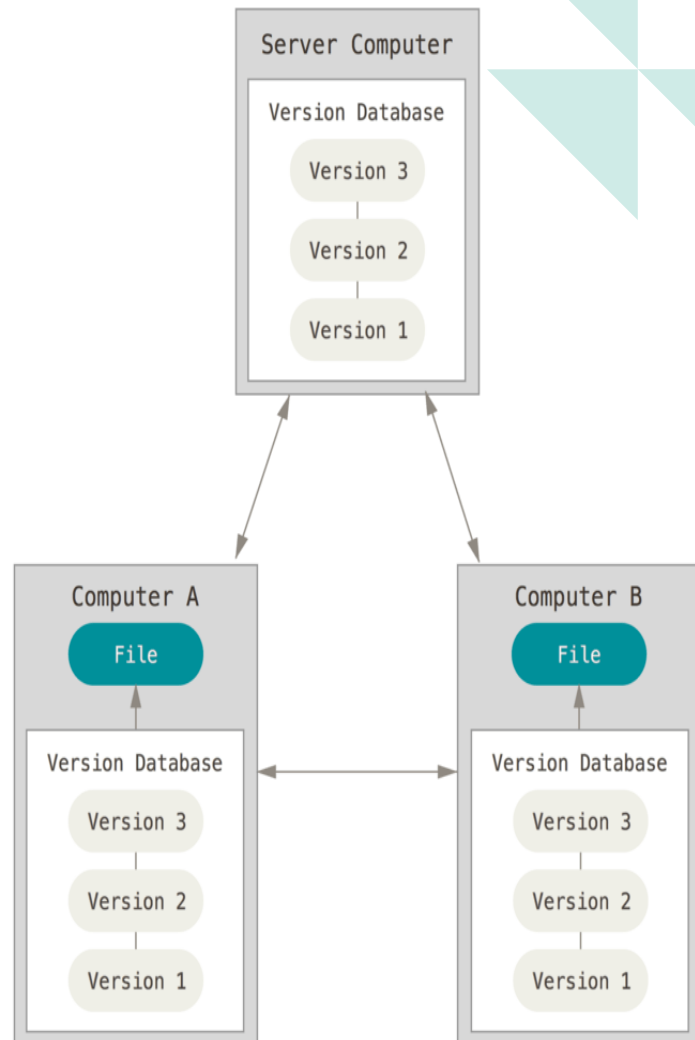 Server Computer
Version Database
Version 3
Version 2
Version 1
Computer A
File
Version Database
Version 3
Version 2
Version 1
Computer B
File
Version Database
Version 3
Version 2
Version 1